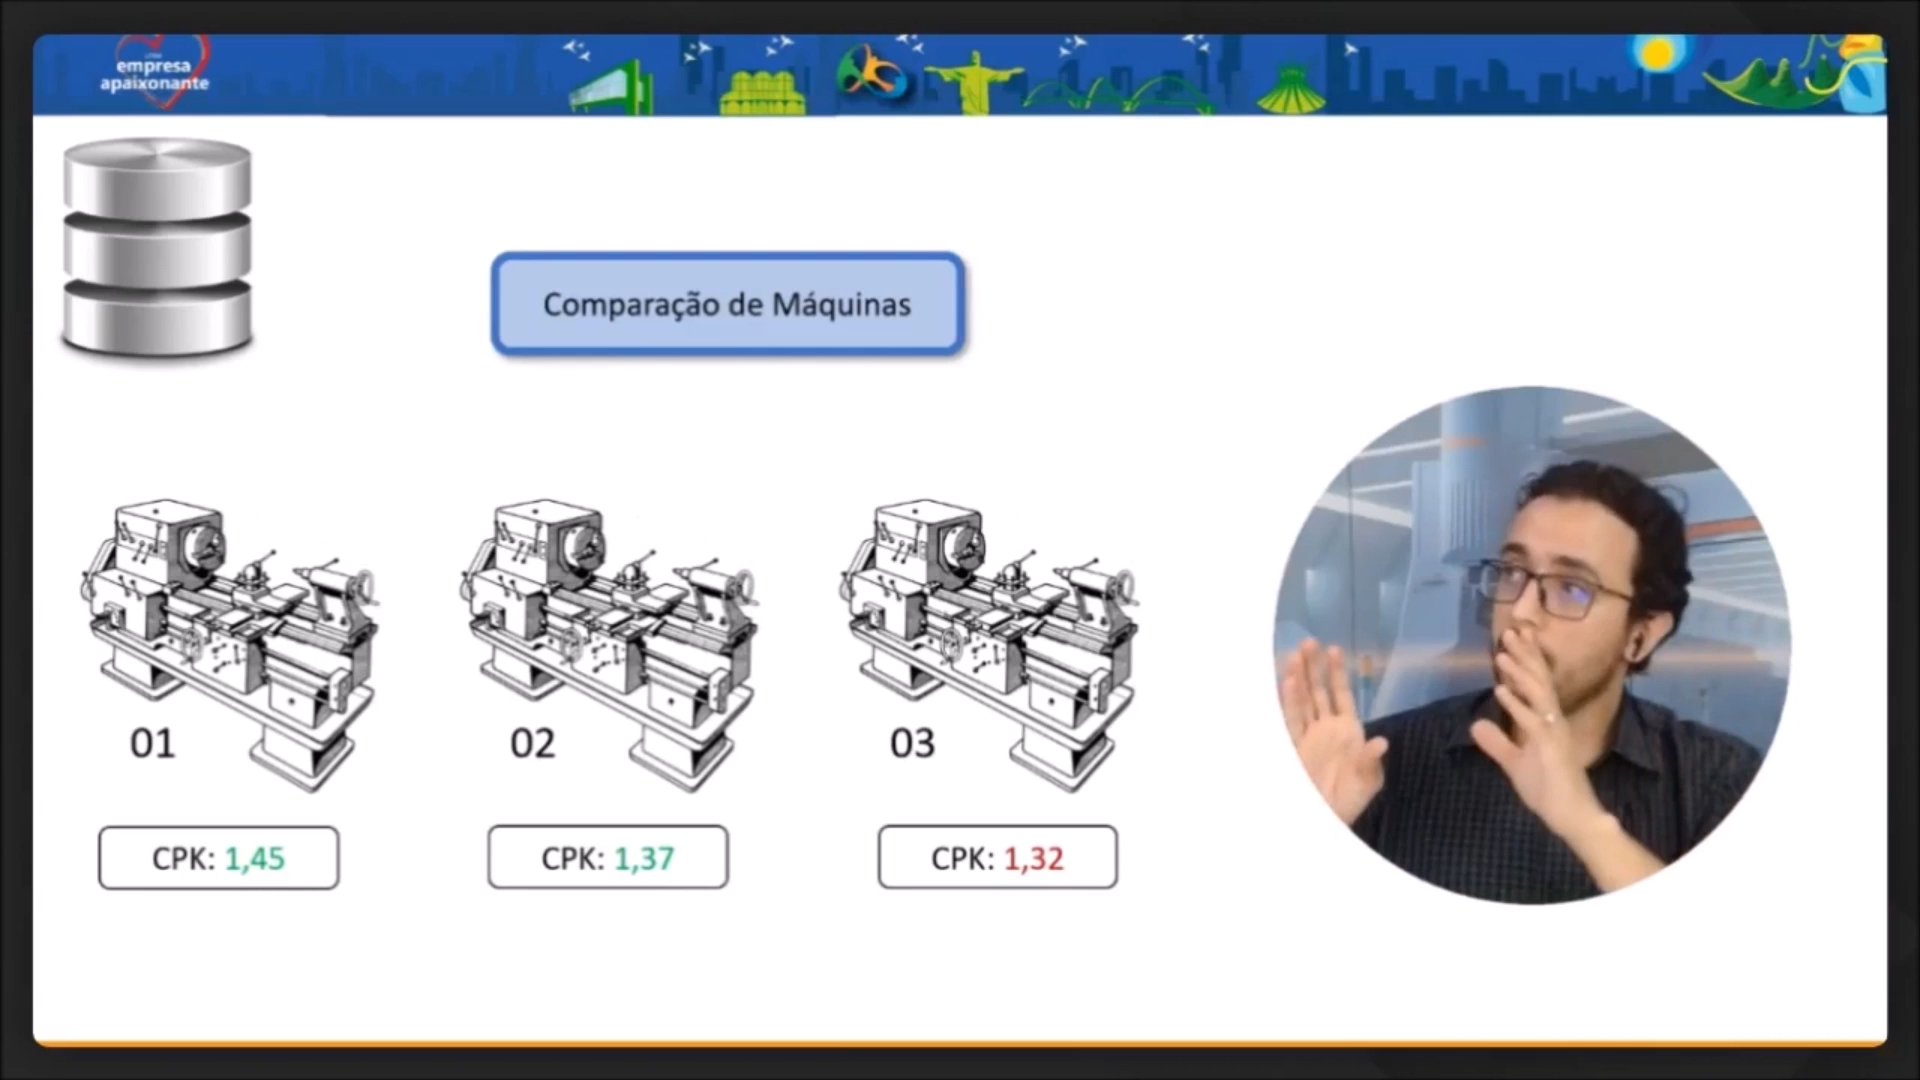 empresa
apaixonante
Comparação de Máquinas
01
02
03
CPK: 1,45
CPK: 1,37
CPK: 1,32